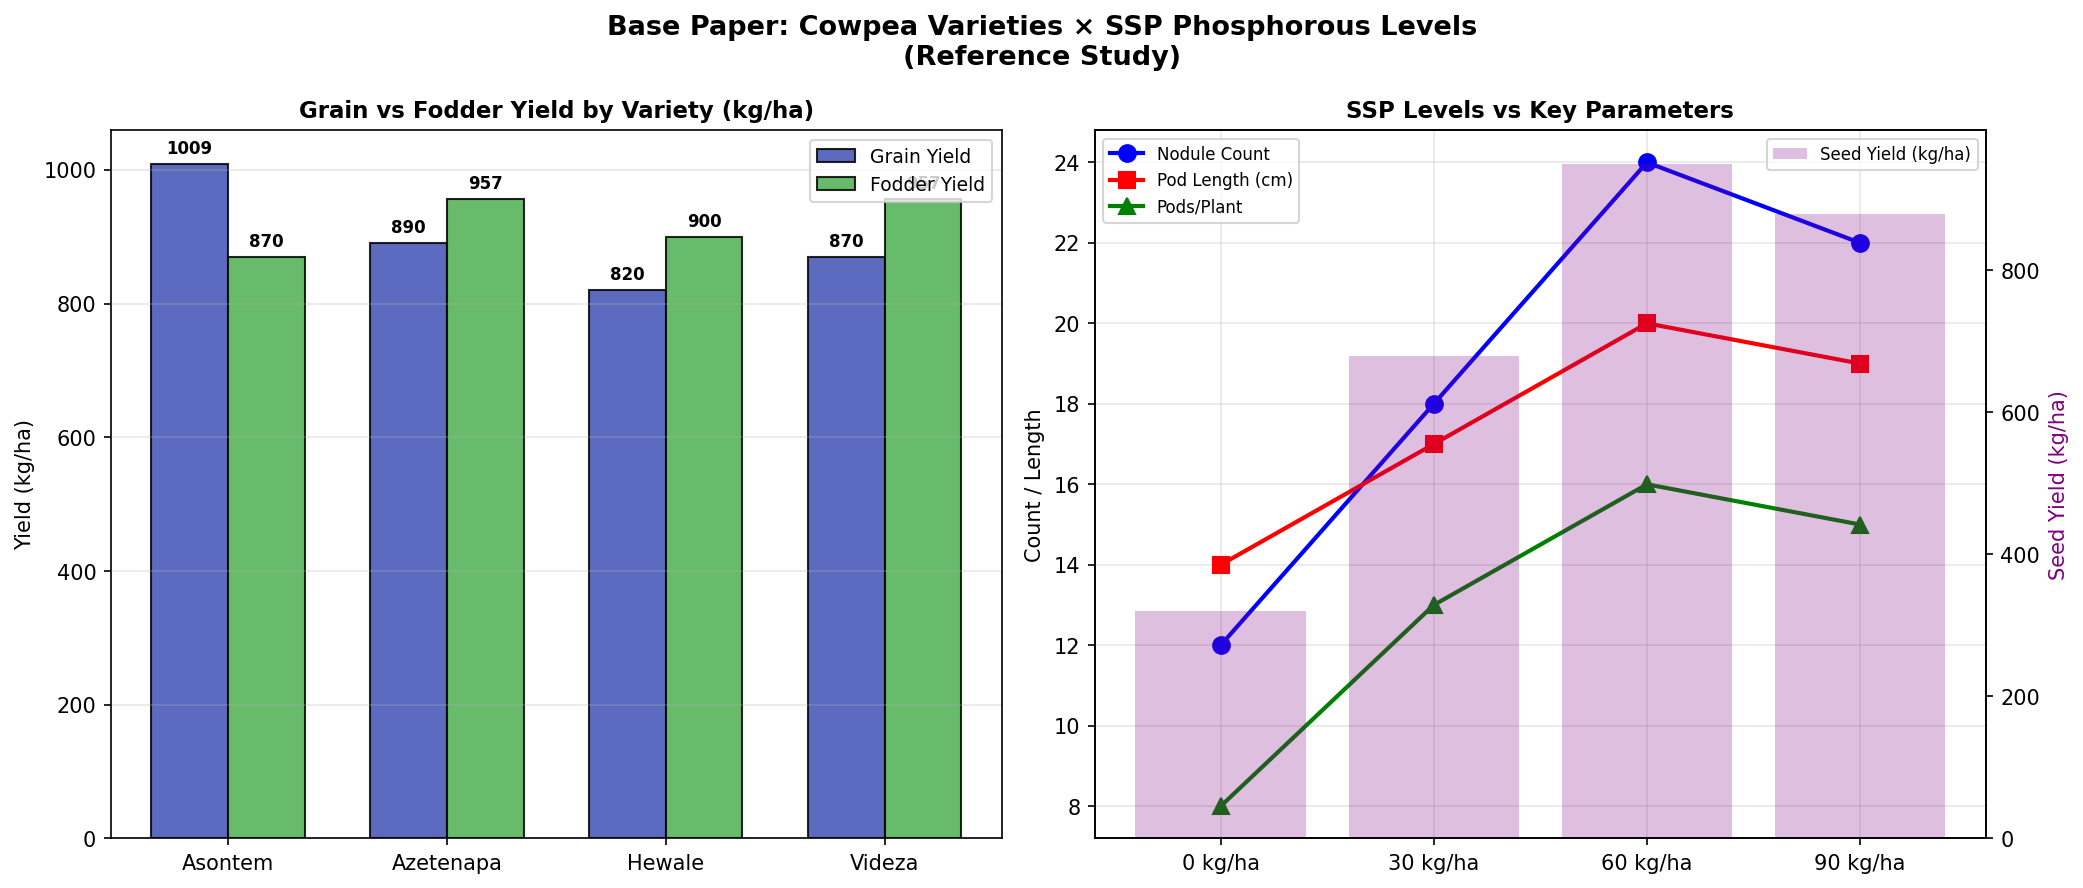 Base Paper: Cowpea Varieties × SSP Phosphorous Levels
(Reference Study)
Grain vs Fodder Yield by Variety (kg/ha)
Yield (kg/ha)
1000
800
600
400
200
0
1009
870
890
957
820
900
870
957
Grain Yield
Fodder Yield
Asontem
Azetenapa
Hewale
Videza
SSP Levels vs Key Parameters
Count / Length
24
22
20
18
16
14
12
10
8
Nodule Count
Pod Length (cm)
Pods/Plant
Seed Yield (kg/ha)
800
600
400
200
0
Seed Yield (kg/ha)
0 kg/ha
30 kg/ha
60 kg/ha
90 kg/ha